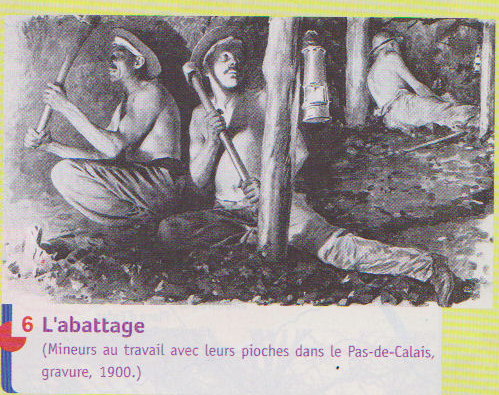 6 L'abattage
(Mineurs au travail avec leurs pioches dans le Pas-de-Calais,
gravure, 1900.)